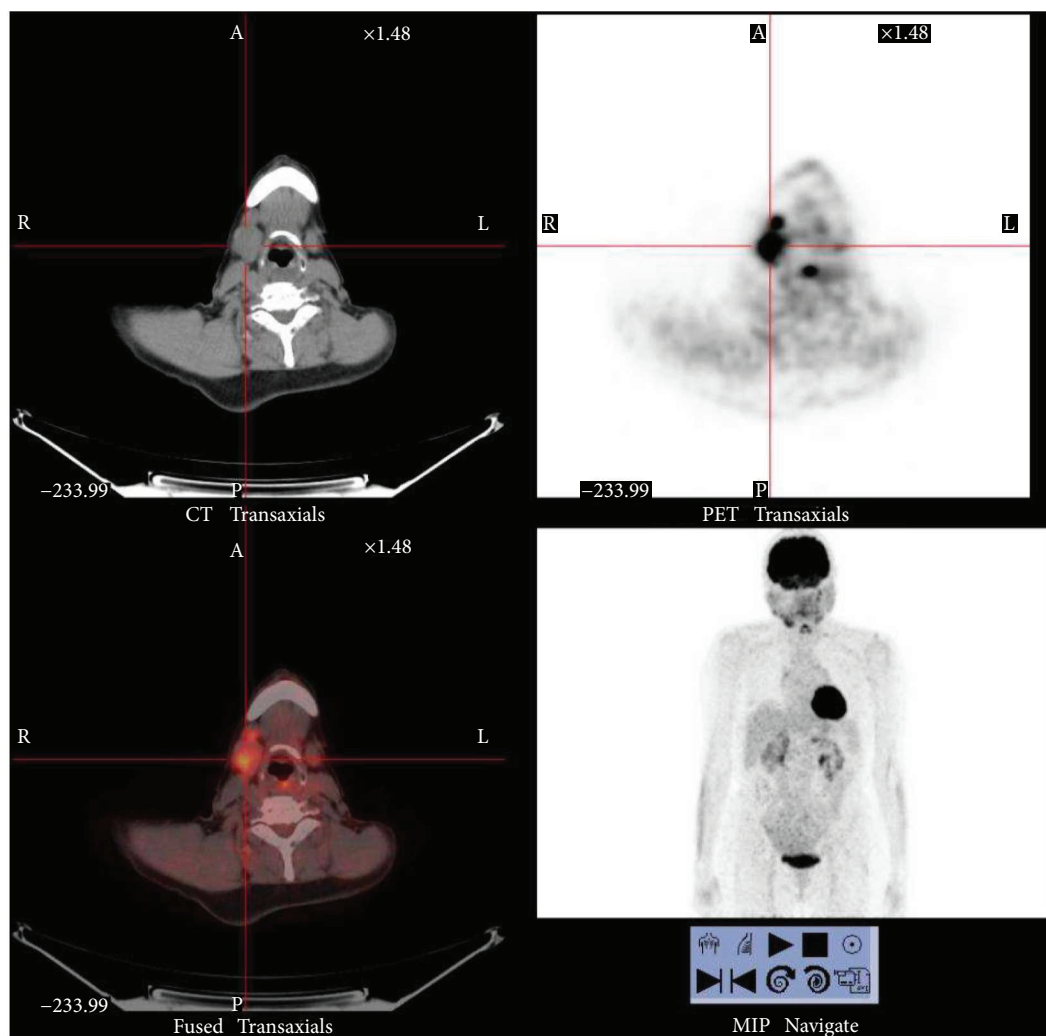 A ×1.48
R L
−233.99 P
CT Transaxials
A ×1.48
R L
−233.99 P
PET Transaxials
A ×1.48
R L
−233.99 P
Fused Transaxials
MIP Navigate